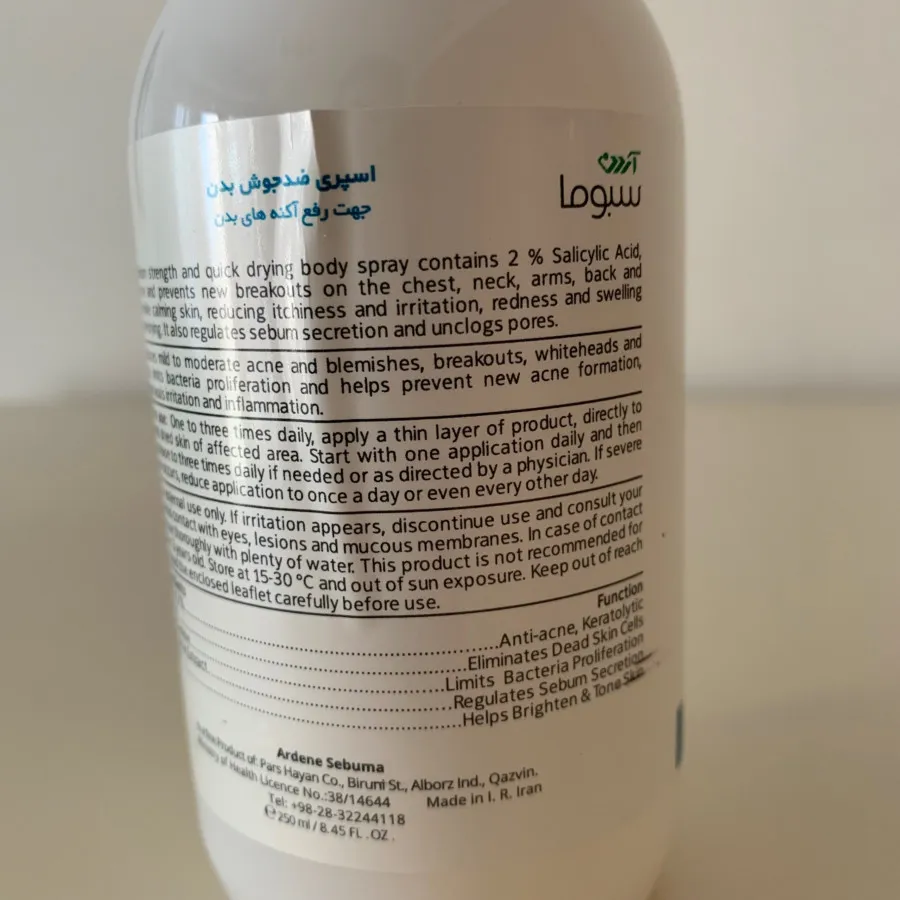 آردن
سبوما
اسپری ضدجوش بدن
جهت رفع آکنه های بدن
strength and quick drying body spray contains 2 % Salicylic Acid,
and prevents new breakouts on the chest, neck, arms, back and
calming skin, reducing itchiness and irritation, redness and swelling
It also regulates sebum secretion and unclogs pores.
mild to moderate acne and blemishes, breakouts, whiteheads and
bacteria proliferation and helps prevent new acne formation,
irritation and inflammation.
One to three times daily, apply a thin layer of product, directly to
skin of affected area. Start with one application daily and then
to three times daily if needed or as directed by a physician. If severe
reduce application to once a day or even every other day.
use only. If irritation appears, discontinue use and consult your
contact with eyes, lesions and mucous membranes. In case of contact
thoroughly with plenty of water. This product is not recommended for
years old. Store at 15-30 °C and out of sun exposure. Keep out of reach
enclosed leaflet carefully before use.
Function
Anti-acne, Keratolytic
Eliminates Dead Skin Cells
Limits Bacteria Proliferation
Regulates Sebum Secretion
Helps Brighten & Tone Skin
Ardene Sebuma
Product of: Pars Hayan Co., Biruni St., Alborz Ind., Qazvin.
Ministry of Health Licence No.:38/14644 Made in I. R. Iran
Tel: +98-28-32244118
℮ 250 ml / 8.45 FL .OZ .